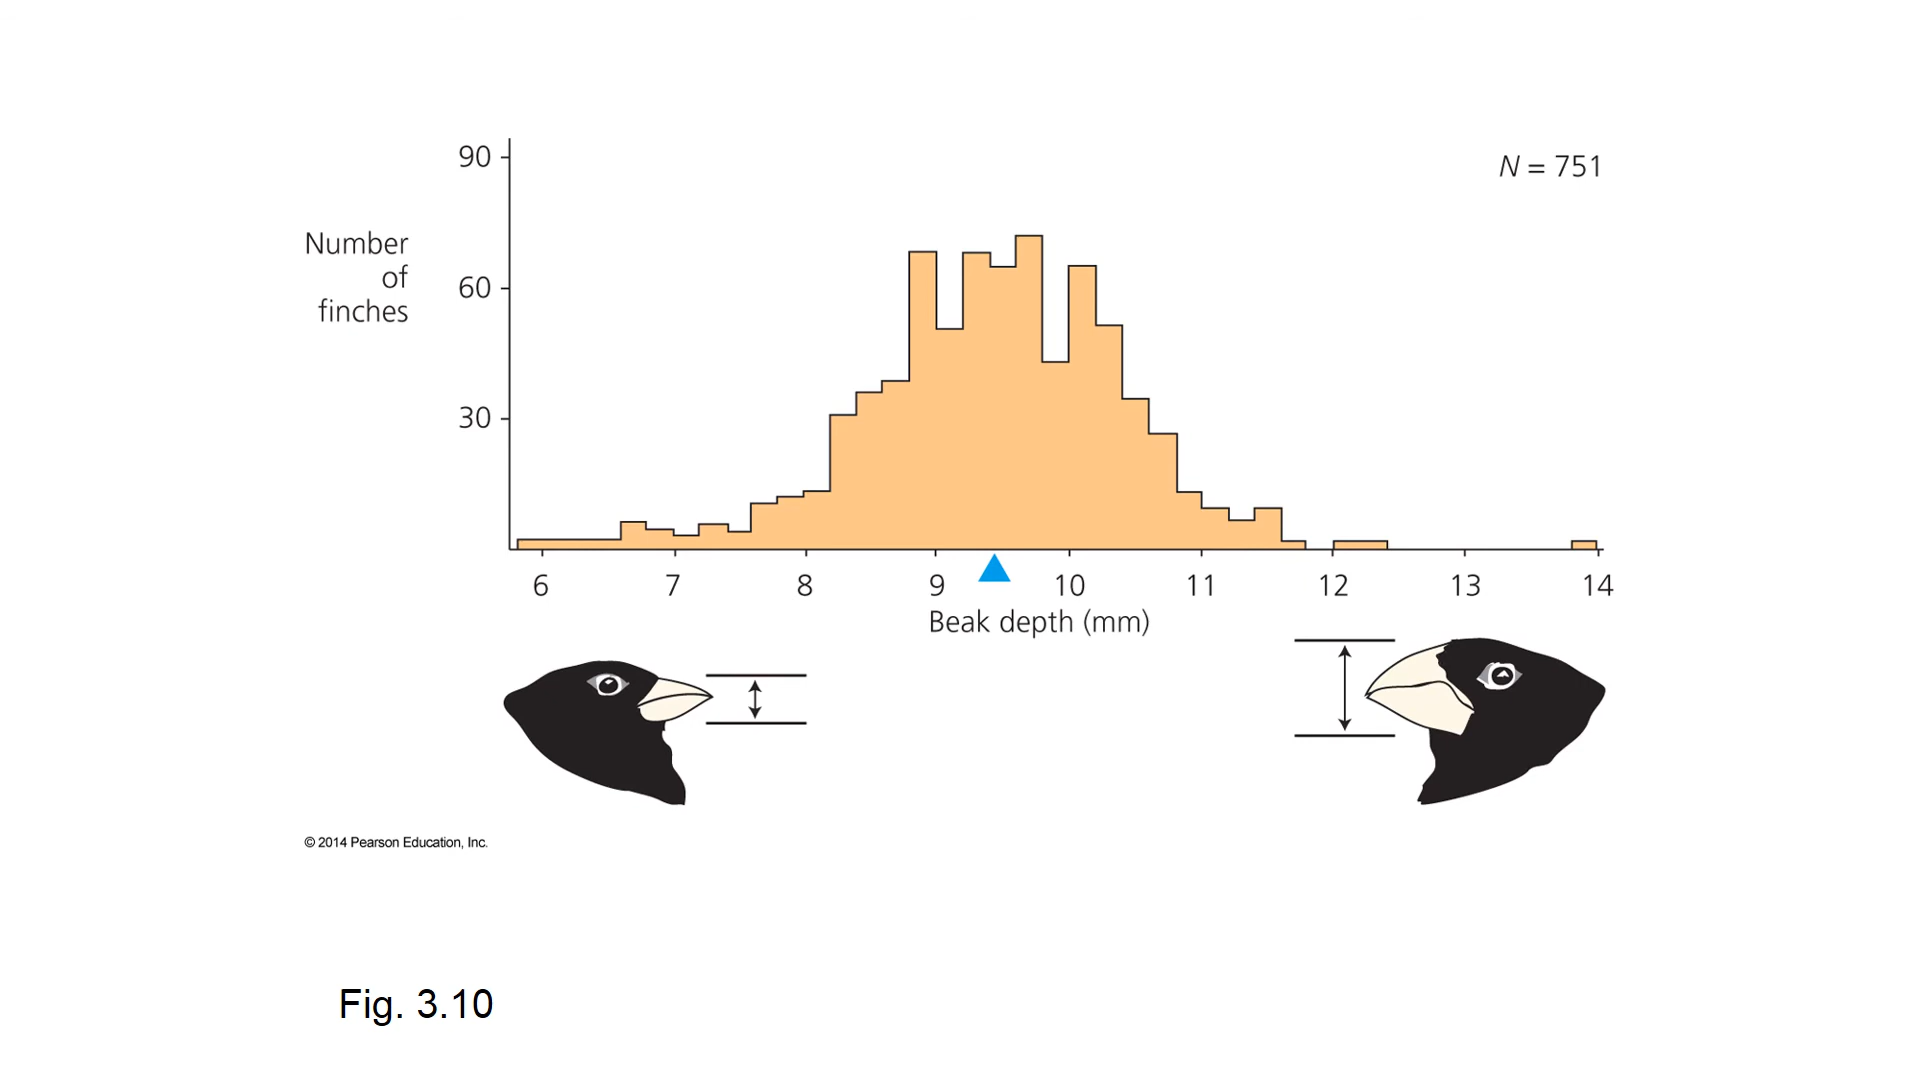 90
N = 751
Number
of
finches
60
30
6 7 8 9 10 11 12 13 14
Beak depth (mm)
© 2014 Pearson Education, Inc.
Fig. 3.10